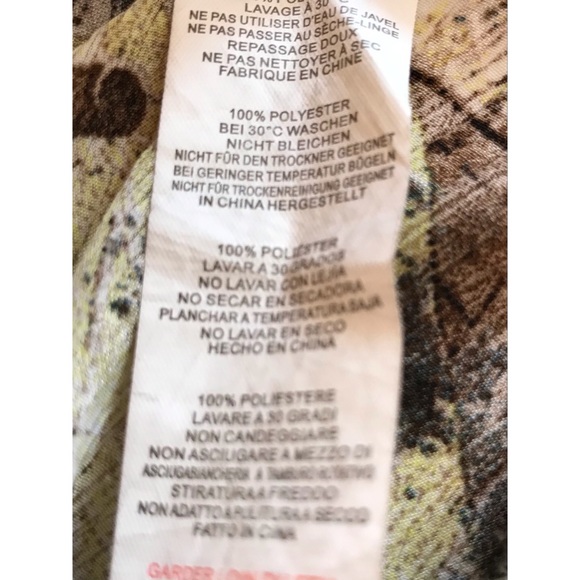 LAVAGE À 30°C
NE PAS UTILISER D'EAU DE JAVEL
NE PAS PASSER AU SÈCHE-LINGE
REPASSAGE DOUX
NE PAS NETTOYER À SEC
FABRIQUE EN CHINE
100% POLYESTER
BEI 30°C WASCHEN
NICHT BLEICHEN
NICHT FÜR DEN TROCKNER GEEIGNET
BEI GERINGER TEMPERATUR BÜGELN
NICHT FÜR TROCKENREINIGUNG GEEIGNET
IN CHINA HERGESTELLT
100% POLIÉSTER
LAVAR A 30 GRADOS
NO LAVAR CON LEJIA
NO SECAR EN SECADORA
PLANCHAR A TEMPERATURA BAJA
NO LAVAR EN SECO
HECHO EN CHINA
100% POLIESTERE
LAVARE A 30 GRADI
NON CANDEGGIARE
NON ASCIUGARE A MEZZO DI
ASCIUGABIANCHERIA A TAMBURO ROTATIVO
STIRATURA A FREDDO
NON ADATTO A PULITURA A SECCO
FATTO IN CINA
GARDER LOIN